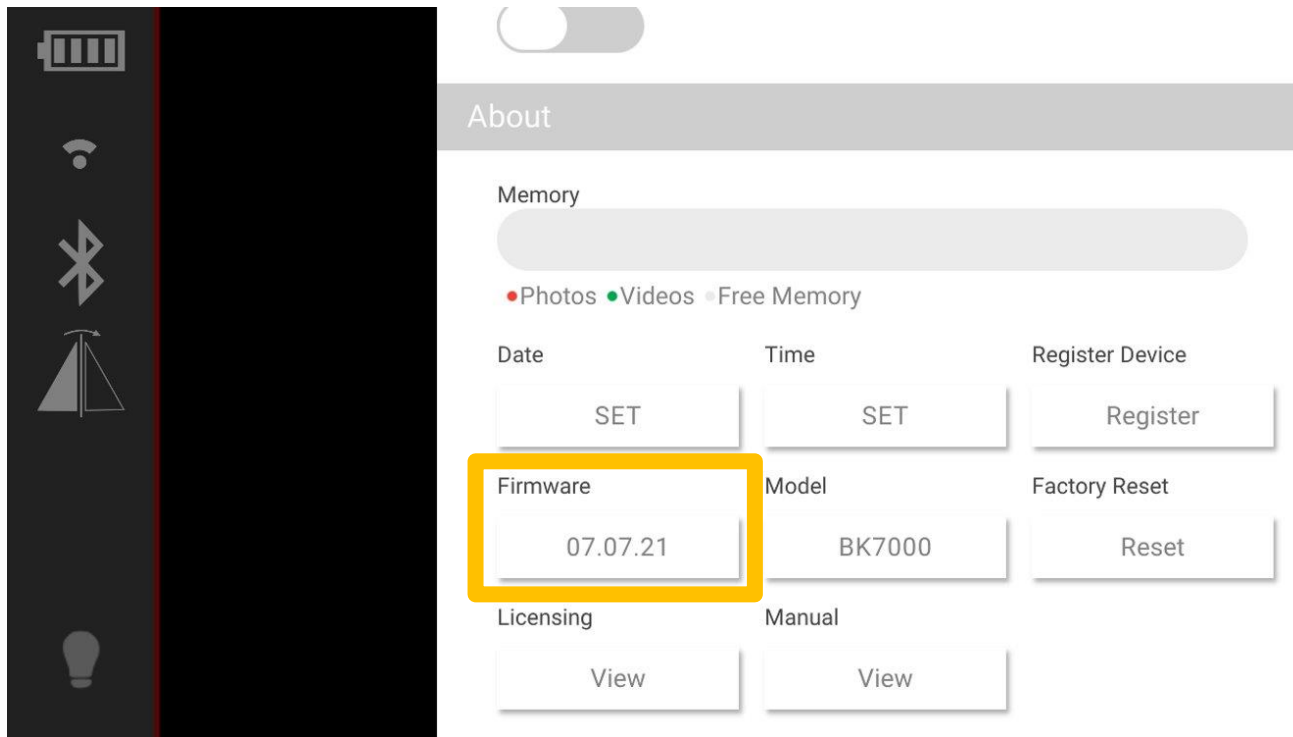 About
Memory
Photos Videos Free Memory
Date Time Register Device
SET SET Register
Firmware Model Factory Reset
07.07.21 BK7000 Reset
Licensing Manual
View View